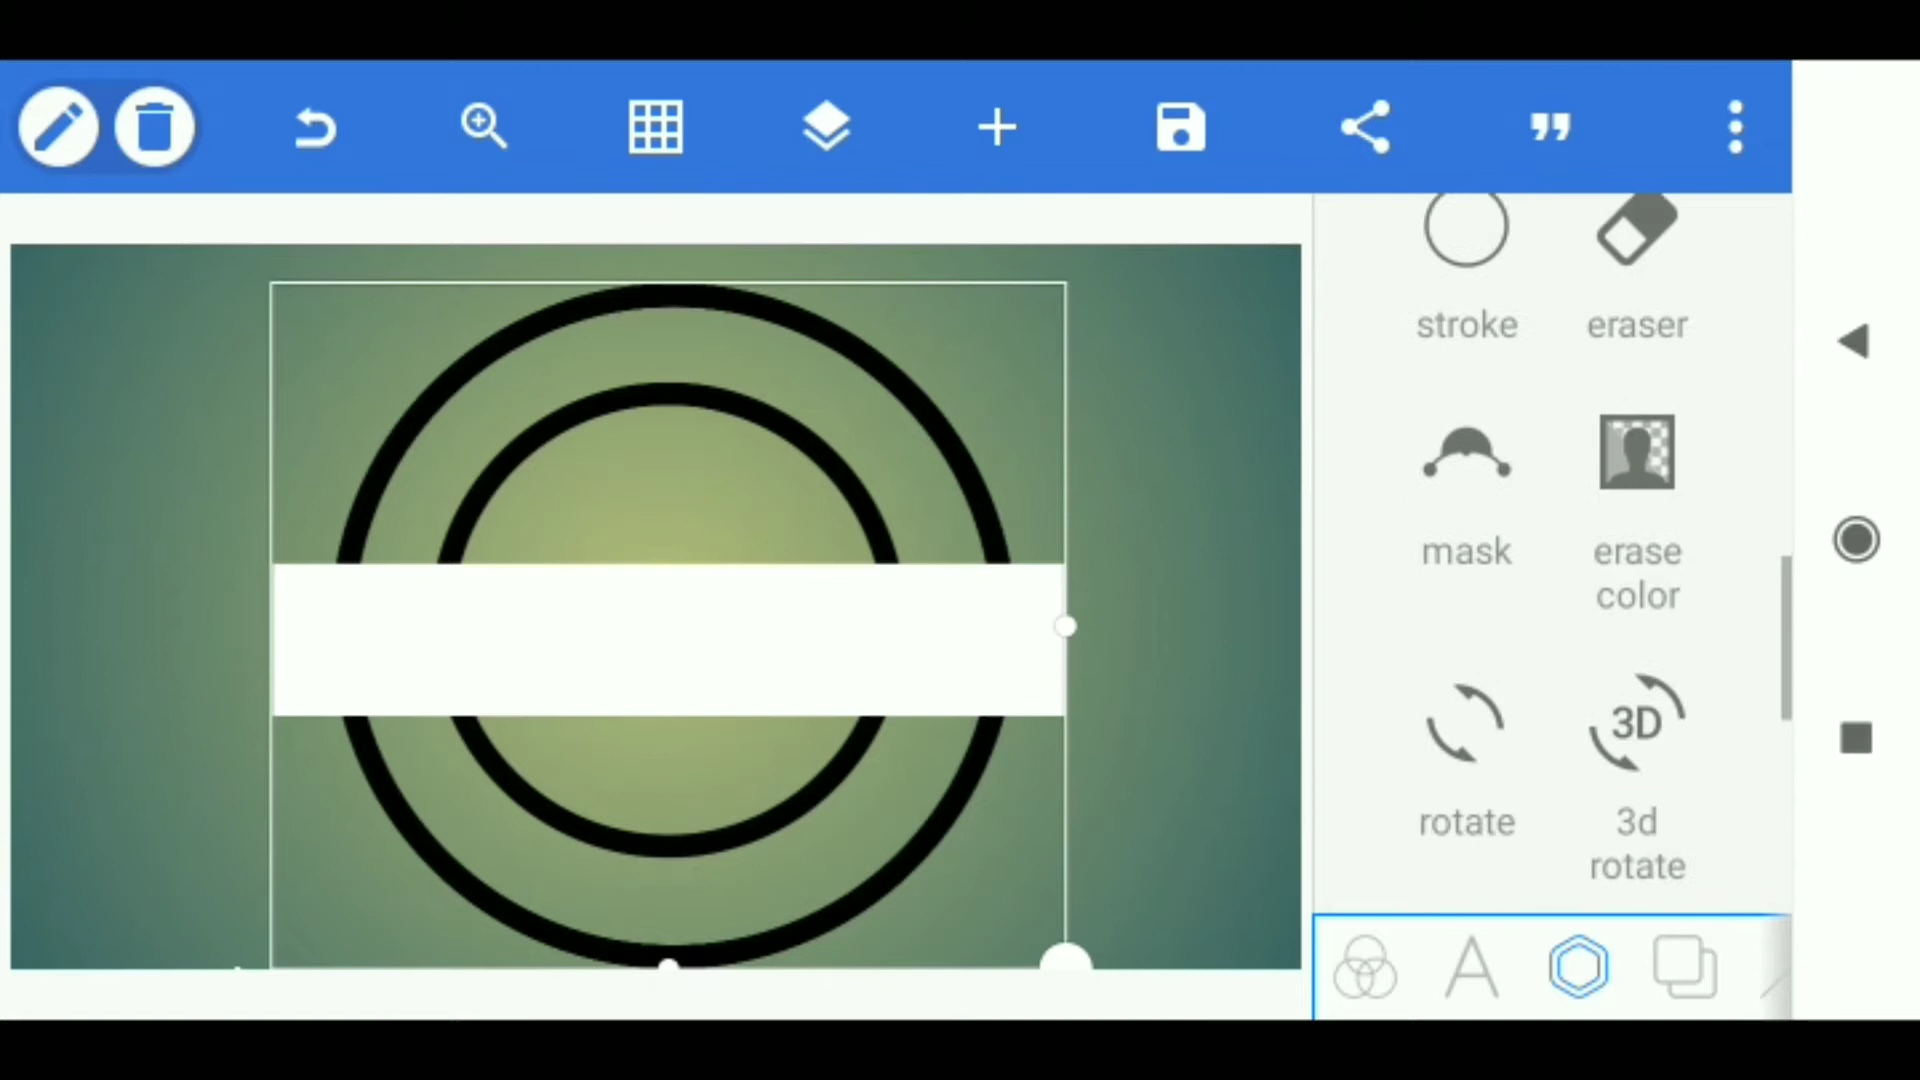 stroke eraser
mask erase
color
3D
rotate 3d
rotate
A